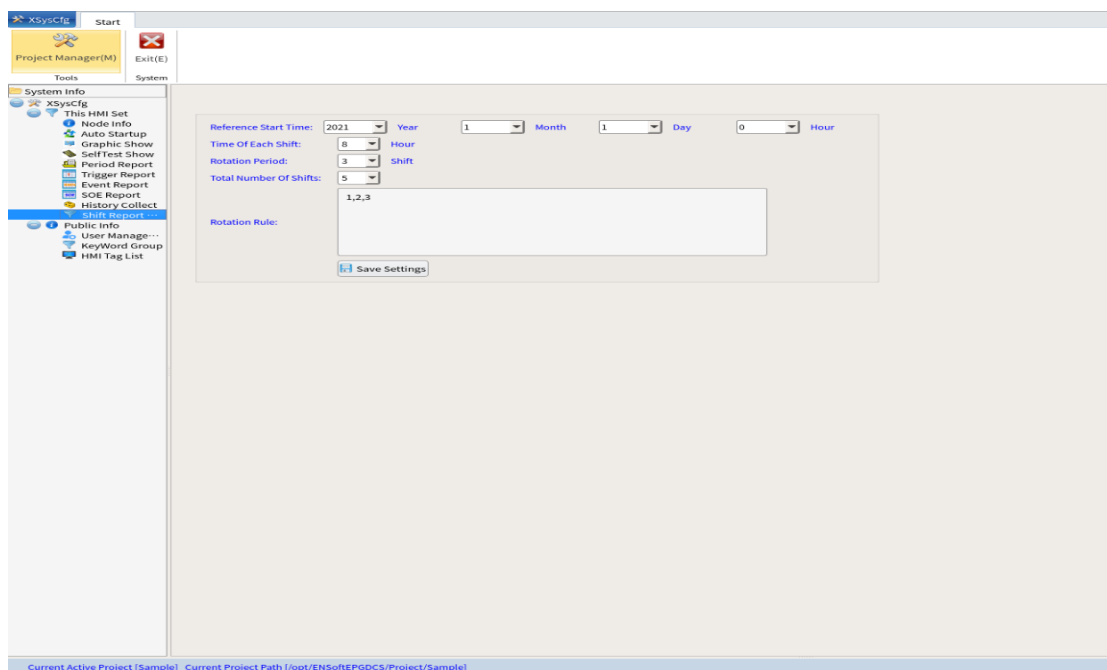 XSysCfg Start
Project Manager(M) Exit(E)
Tools System
System Info
XSysCfg
This HMI Set
Node Info
Auto Startup
Graphic Show
SelfTest Show
Period Report
Trigger Report
Event Report
SOE Report
History Collect
Shift Report ...
Public Info
User Manage...
KeyWord Group
HMI Tag List
Reference Start Time: 2021 Year 1 Month 1 Day 0 Hour
Time Of Each Shift: 8 Hour
Rotation Period: 3 Shift
Total Number Of Shifts: 5
Rotation Rule: 1,2,3
Save Settings
Current Active Project [Sample] Current Project Path [/opt/ENSoftEPGDCS/Project/Sample]